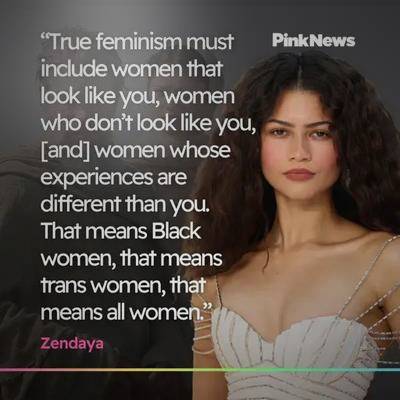 PinkNews
“True feminism must
include women that
look like you, women
who don’t look like you,
[and] women whose
experiences are
different than you.
That means Black
women, that means
trans women, that
means all women.”
Zendaya